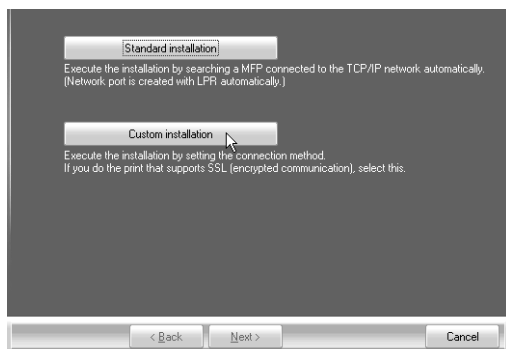 Standard installation
Execute the installation by searching a MFP connected to the TCP/IP network automatically.
(Network port is created with LPR automatically.)
Custom installation
Execute the installation by setting the connection method.
If you do the print that supports SSL (encrypted communication), select this.
< Back
Next >
Cancel